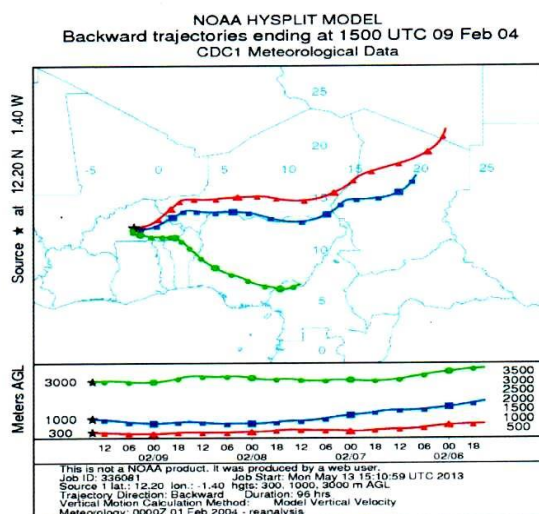 NOAA HYSPLIT MODEL
Backward trajectories ending at 1500 UTC 09 Feb 04
CDC1 Meteorological Data
Source ★ at 12.20 N 1.40 W
25
-5
0
5
10
15
20
25
20
15
10
5
0
Meters AGL
3000
1000
300
3500
3000
2500
2000
1500
1000
500
12 06 00 18 12 06 00 18 12 06 00 18 12 06 00 18
02/09 02/08 02/07 02/06
This is not a NOAA product. It was produced by a web user.
Job ID: 336081 Job Start: Mon May 13 15:10:59 UTC 2013
Source 1 lat.: 12.20 lon.: -1.40 hgts: 300, 1000, 3000 m AGL
Trajectory Direction: Backward Duration: 96 hrs
Vertical Motion Calculation Method: Model Vertical Velocity
Meteorology: 0000Z 01 Feb 2004 - reanalysis